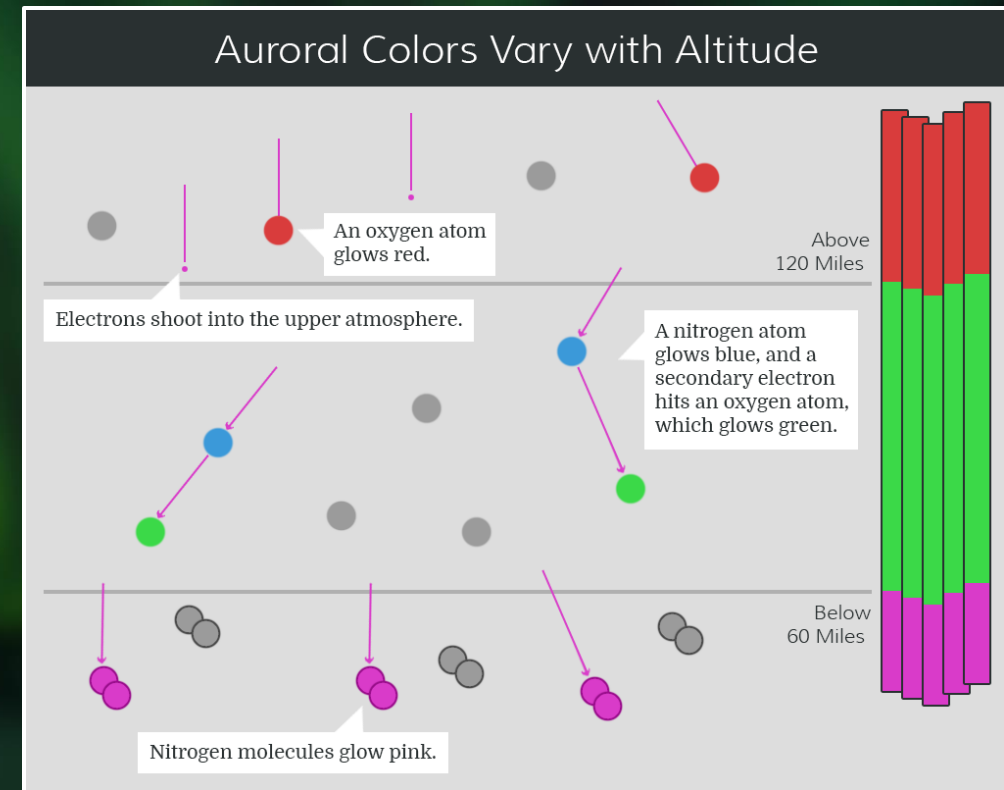 Auroral Colors Vary with Altitude
An oxygen atom
glows red.
Above
120 Miles
Electrons shoot into the upper atmosphere.
A nitrogen atom
glows blue, and a
secondary electron
hits an oxygen atom,
which glows green.
Below
60 Miles
Nitrogen molecules glow pink.